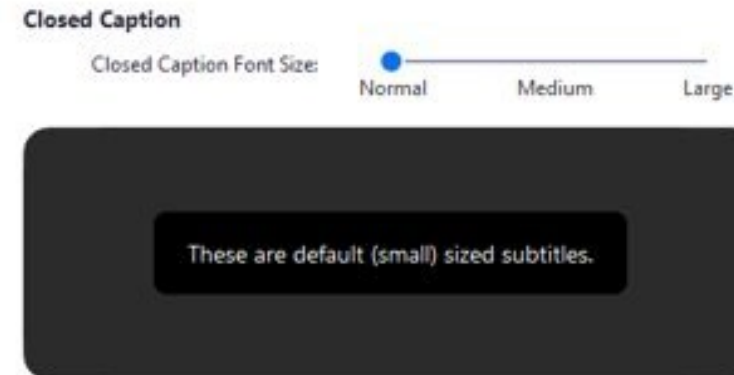 Closed Caption
Closed Caption Font Size:
Normal Medium Large
These are default (small) sized subtitles.